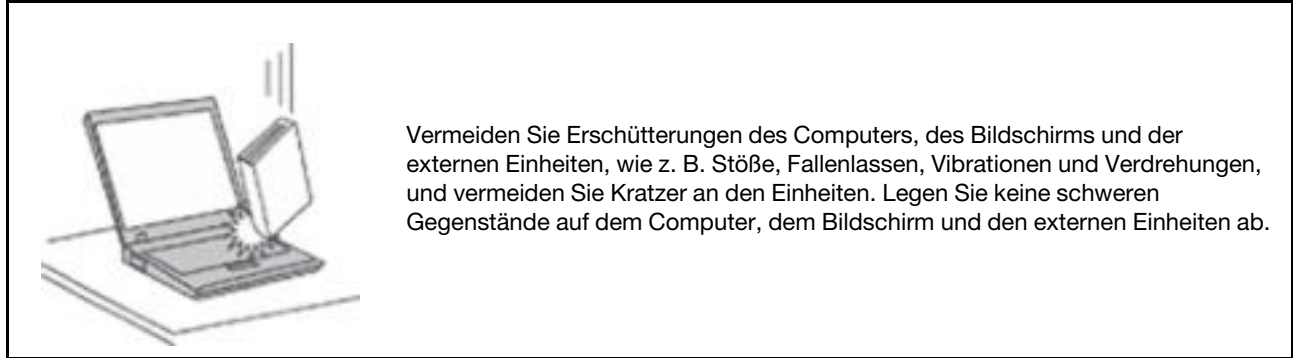 Vermeiden Sie Erschütterungen des Computers, des Bildschirms und der
externen Einheiten, wie z. B. Stöße, Fallenlassen, Vibrationen und Verdrehungen,
und vermeiden Sie Kratzer an den Einheiten. Legen Sie keine schweren
Gegenstände auf dem Computer, dem Bildschirm und den externen Einheiten ab.